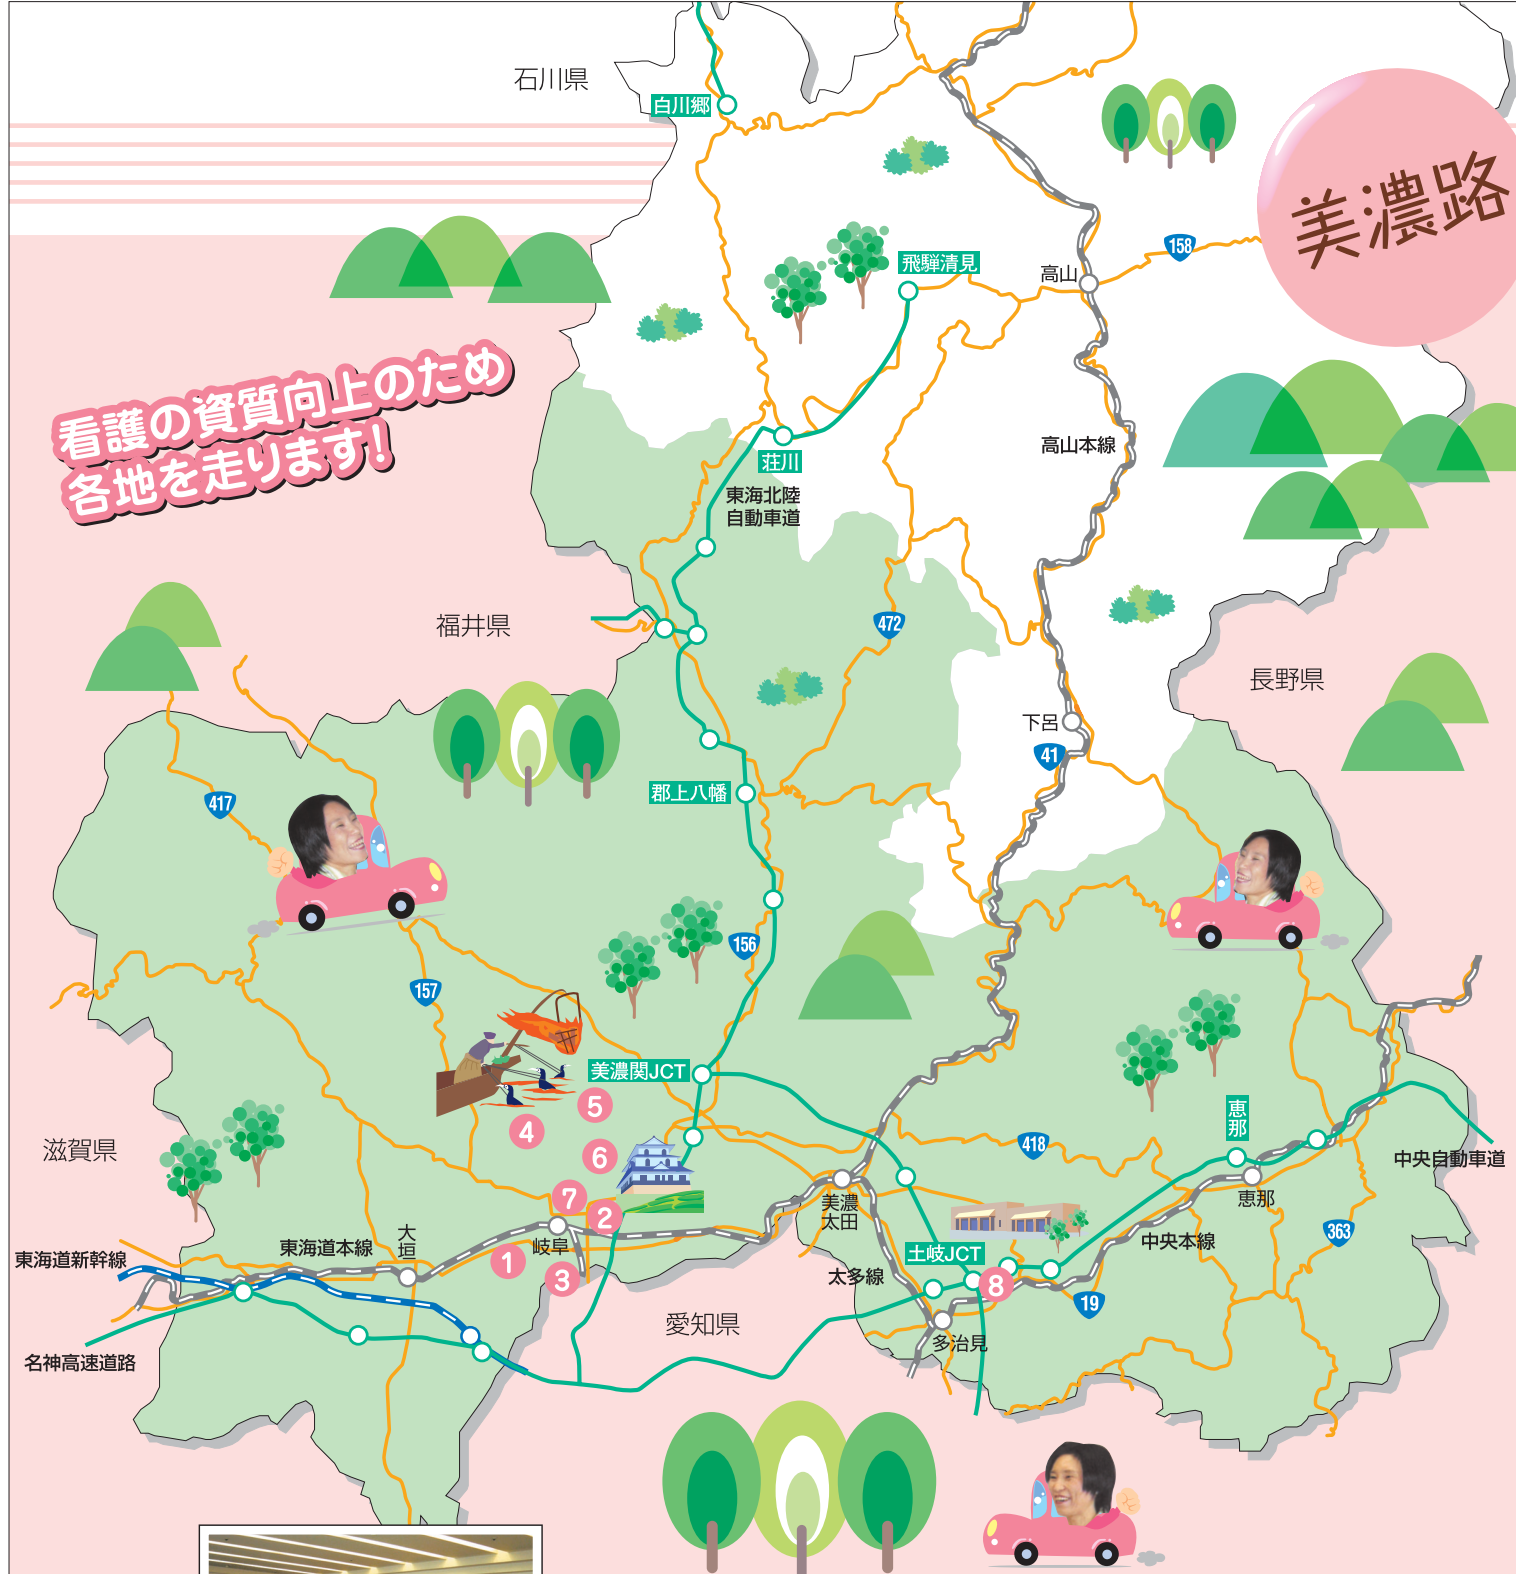 石川県
白川郷
美濃路
158
飛騨清見
高山
看護の資質向上のため
各地を走ります!
高山本線
荘川
東海北陸
自動車道
福井県
472
長野県
下呂
41
417
郡上八幡
156
157
美濃関JCT
5
4
6
恵
那
418
中央自動車道
滋賀県
7
2
美濃
太田
恵那
363
大
垣
東海道本線
東海道新幹線
岐阜
1
3
中央本線
土岐JCT
太多線
8
19
愛知県
多治見
名神高速道路